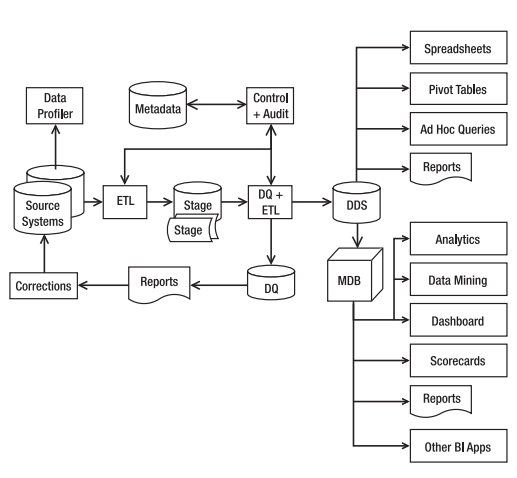 Spreadsheets
Data
Profiler
Metadata
Control
+ Audit
Pivot Tables
Ad Hoc Queries
Reports
Source
Systems
ETL
Stage
Stage
DQ +
ETL
DDS
Analytics
Corrections
Reports
DQ
MDB
Data Mining
Dashboard
Scorecards
Reports
Other BI Apps